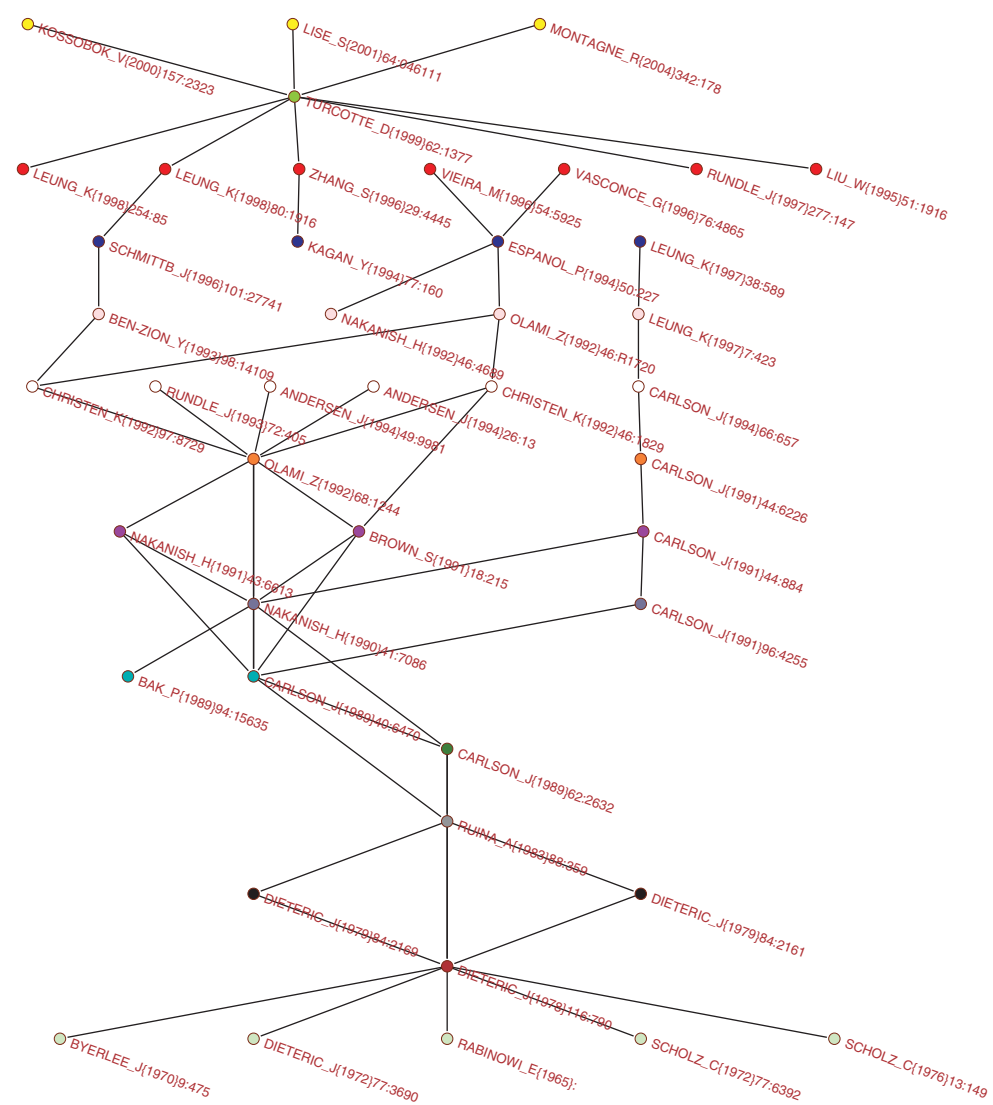 KOSSOBOK_V{2000}157:2323
LISE_S{2001}64:046111
MONTAGNE_R{2004}342:178
TURCOTTE_D{1999}62:1377
LEUNG_K{1998}254:85
LEUNG_K{1998}80:1916
ZHANG_S{1996}29:4445
VIEIRA_M{1996}54:5925
VASCONCE_G{1996}76:4865
RUNDLE_J{1997}277:147
LIU_W{1995}51:1916
SCHMITTB_J{1996}101:27741
KAGAN_Y{1994}77:160
ESPANOL_P{1994}50:227
LEUNG_K{1997}38:589
BEN-ZION_Y{1993}98:14109
NAKANISH_H{1992}46:4689
OLAMI_Z{1992}46:R1720
LEUNG_K{1997}7:423
CHRISTEN_K{1992}97:8729
RUNDLE_J{1993}72:405
ANDERSEN_J{1994}49:9981
ANDERSEN_J{1994}26:13
CHRISTEN_K{1992}46:1829
CARLSON_J{1994}66:657
OLAMI_Z{1992}68:1244
CARLSON_J{1991}44:6226
NAKANISH_H{1991}43:6613
BROWN_S{1991}18:215
CARLSON_J{1991}44:884
NAKANISH_H{1990}41:7086
CARLSON_J{1991}96:4255
BAK_P{1989}94:15635
CARLSON_J{1989}40:6470
CARLSON_J{1989}62:2632
RUINA_A{1983}88:359
DIETERIC_J{1979}84:2169
DIETERIC_J{1979}84:2161
DIETERIC_J{1978}116:790
BYERLEE_J{1970}9:475
DIETERIC_J{1972}77:3690
RABINOWI_E{1965}:
SCHOLZ_C{1972}77:6392
SCHOLZ_C{1976}13:149